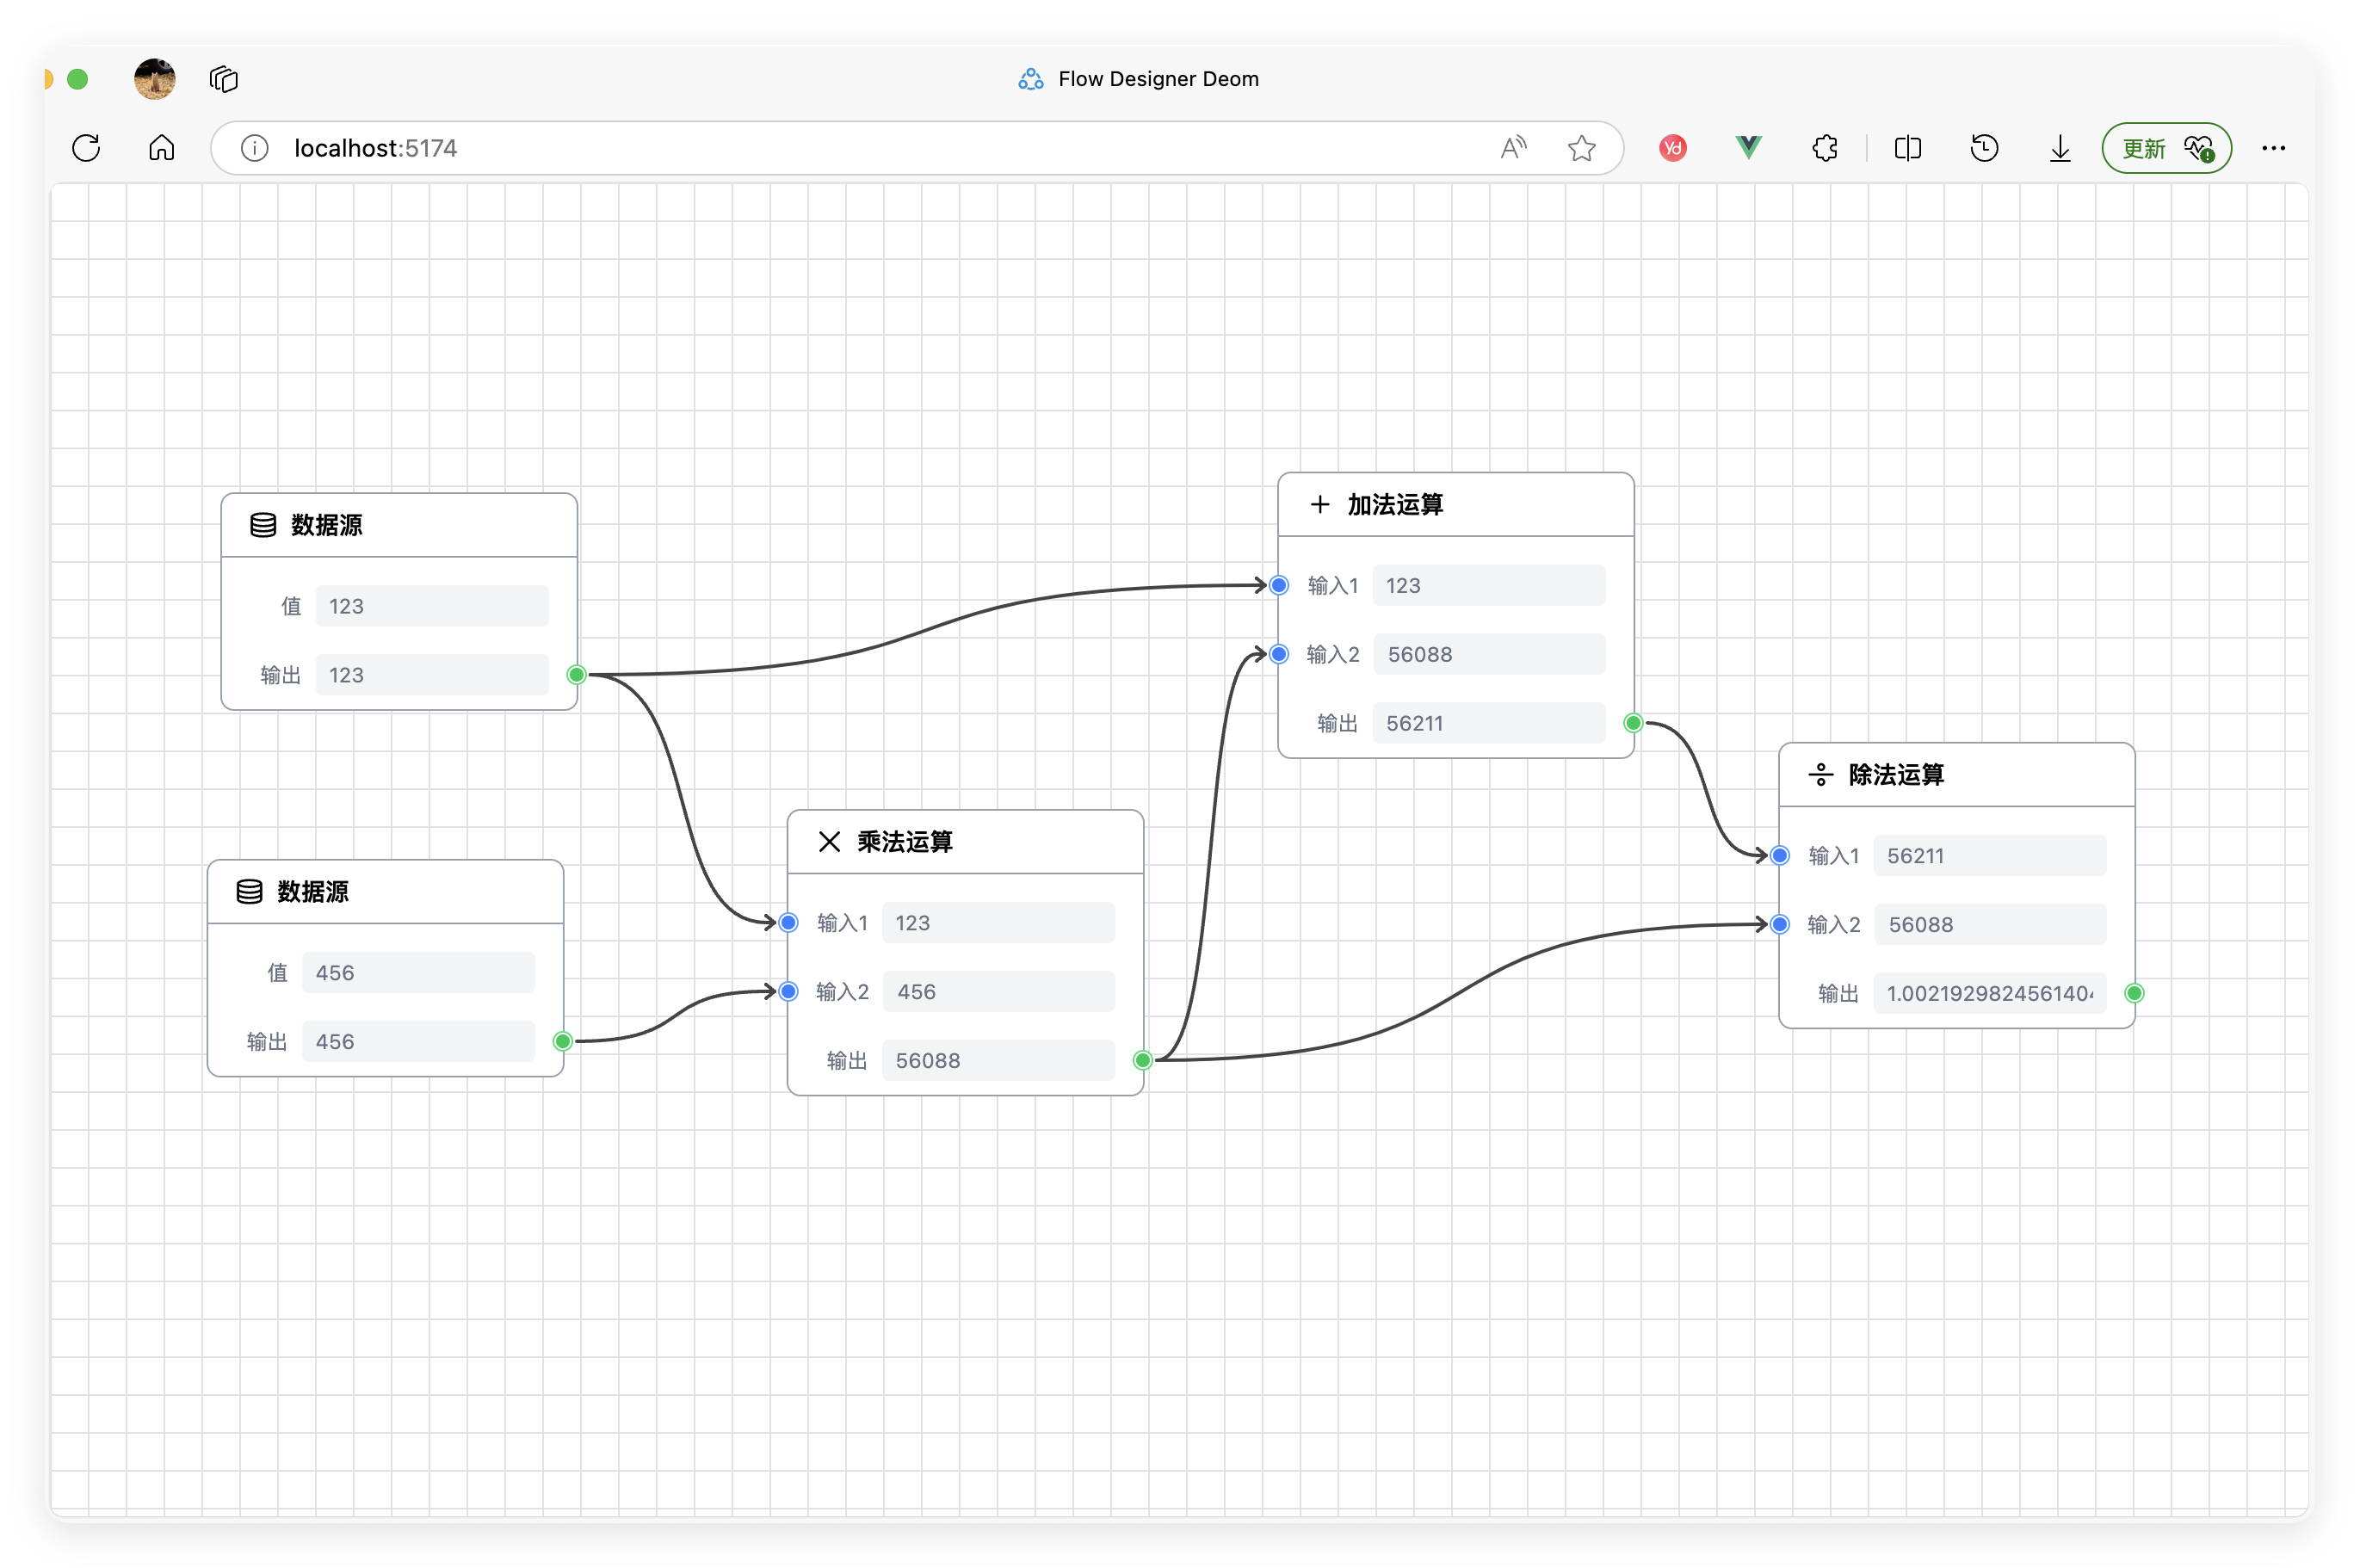 Flow Designer Deom
localhost:5174
更新
数据源
值 123
输出 123
数据源
值 456
输出 456
乘法运算
输入1 123
输入2 456
输出 56088
加法运算
输入1 123
输入2 56088
输出 56211
除法运算
输入1 56211
输入2 56088
输出 1.002192982456140